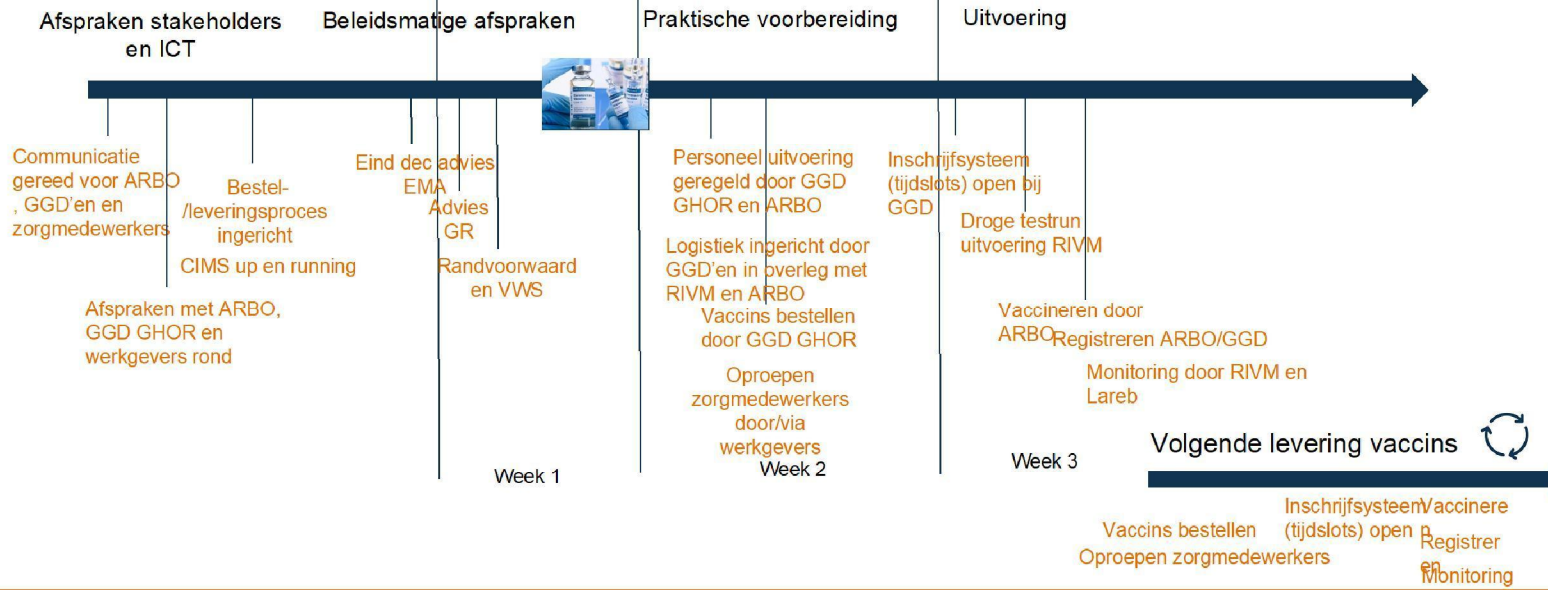 Afspraken stakeholders
en ICT
Beleidsmatige afspraken
Praktische voorbereiding
Uitvoering
Communicatie
gereed voor ARBO
, GGD'en en
zorgmedewerkers
Bestel-
/leveringsproces
ingericht
CIMS up en running
Afspraken met ARBO,
GGD GHOR en
werkgevers rond
Eind dec advies
EMA
Advies
GR
Randvoorwaard
en VWS
Personeel uitvoering
geregeld door GGD
GHOR en ARBO
Logistiek ingericht door
GGD'en in overleg met
RIVM en ARBO
Vaccins bestellen
door GGD GHOR
Oproepen
zorgmedewerkers
door/via
werkgevers
Inschrijfsysteem
(tijdslots) open bij
GGD
Droge testrun
uitvoering RIVM
Vaccineren door
ARBO
Registreren ARBO/GGD
Monitoring door RIVM en
Lareb
Week 1
Week 2
Week 3
Volgende levering vaccins
Vaccins bestellen
Oproepen zorgmedewerkers
Inschrijfsysteem
(tijdslots) open
Vaccinere
n
Registrer
en
Monitoring